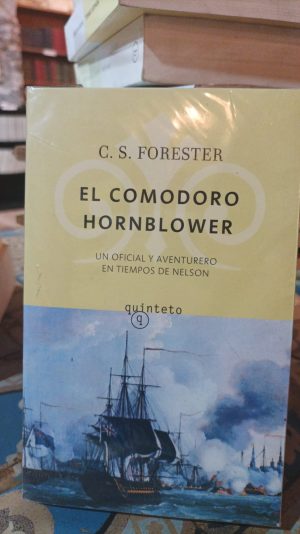 C. S. FORESTER
EL COMODORO
HORNBLOWER
UN OFICIAL Y AVENTURERO
EN TIEMPOS DE NELSON
quinteto
q